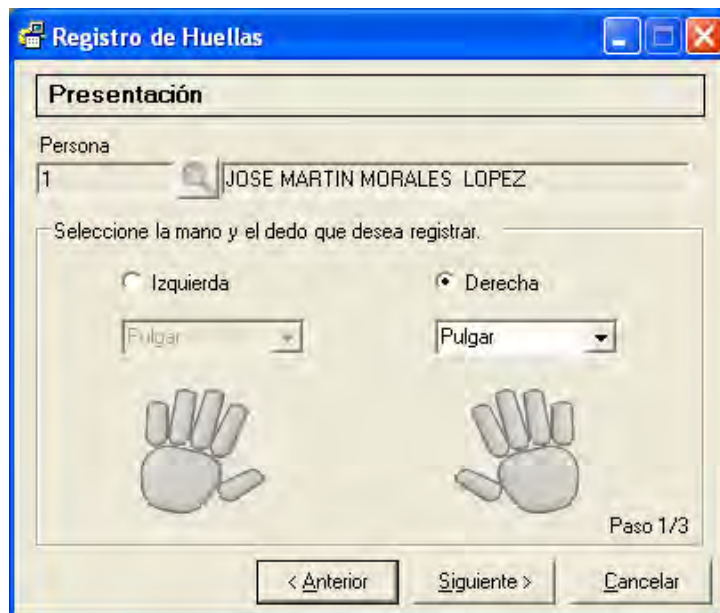 Registro de Huellas
Presentación
Persona
1 JOSE MARTIN MORALES LOPEZ
Seleccione la mano y el dedo que desea registrar.
Izquierda Derecha
Pulgar Pulgar
Paso 1/3
< Anterior Siguiente > Cancelar